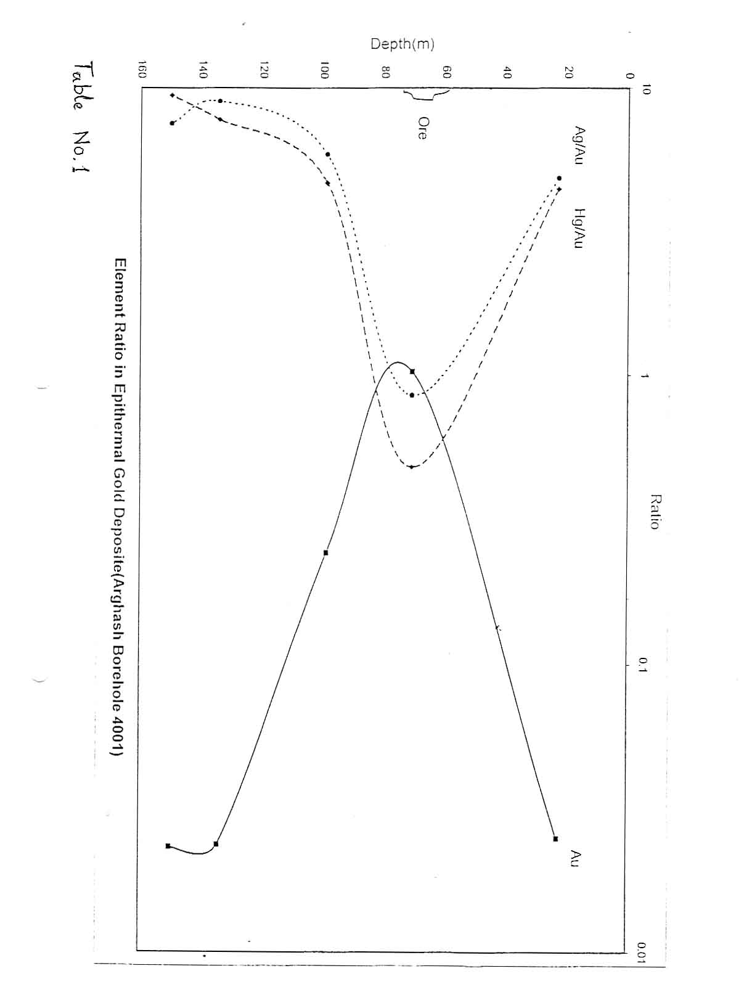 Ratio
10
1
0.1
0.01
Depth(m)
0
20
40
60
80
100
120
140
160
Ag/Au
Hg/Au
Au
Ore
Element Ratio in Epithermal Gold Deposite(Arghash Borehole 4001)
Table No.1